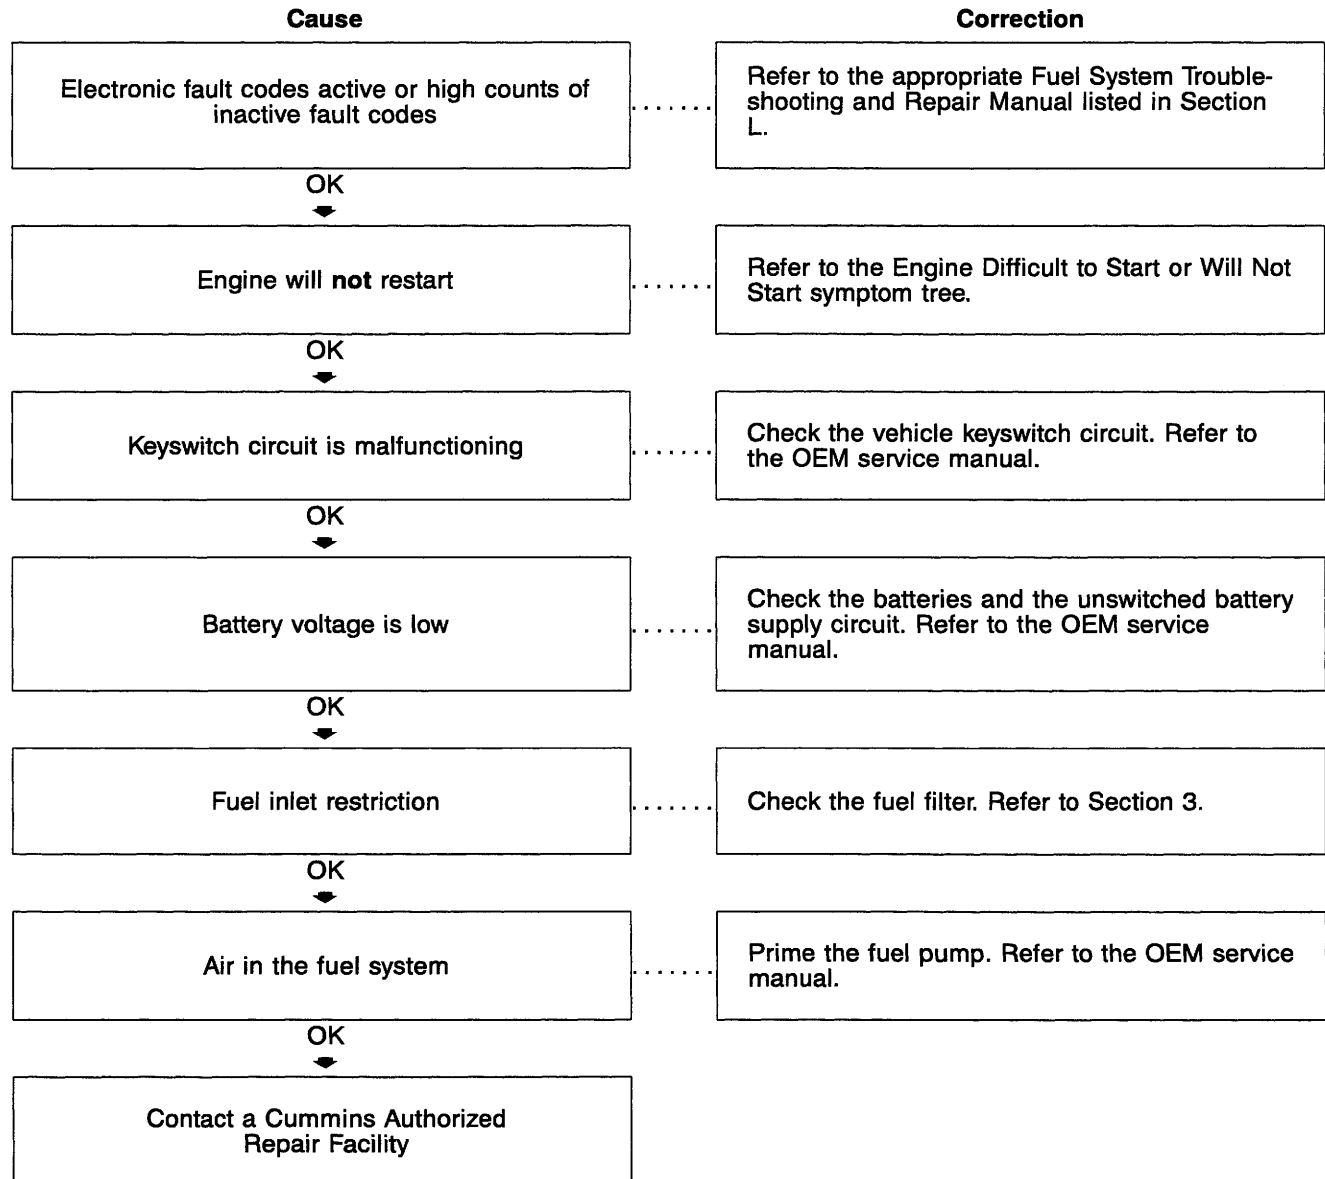 Cause
Correction
Electronic fault codes active or high counts of
inactive fault codes
. . . . . . .
Refer to the appropriate Fuel System Trouble-
shooting and Repair Manual listed in Section
L.
OK
Engine will not restart
. . . . . . .
Refer to the Engine Difficult to Start or Will Not
Start symptom tree.
OK
Keyswitch circuit is malfunctioning
. . . . . . .
Check the vehicle keyswitch circuit. Refer to
the OEM service manual.
OK
Battery voltage is low
. . . . . . .
Check the batteries and the unswitched battery
supply circuit. Refer to the OEM service
manual.
OK
Fuel inlet restriction
. . . . . . .
Check the fuel filter. Refer to Section 3.
OK
Air in the fuel system
. . . . . . .
Prime the fuel pump. Refer to the OEM service
manual.
OK
Contact a Cummins Authorized
Repair Facility